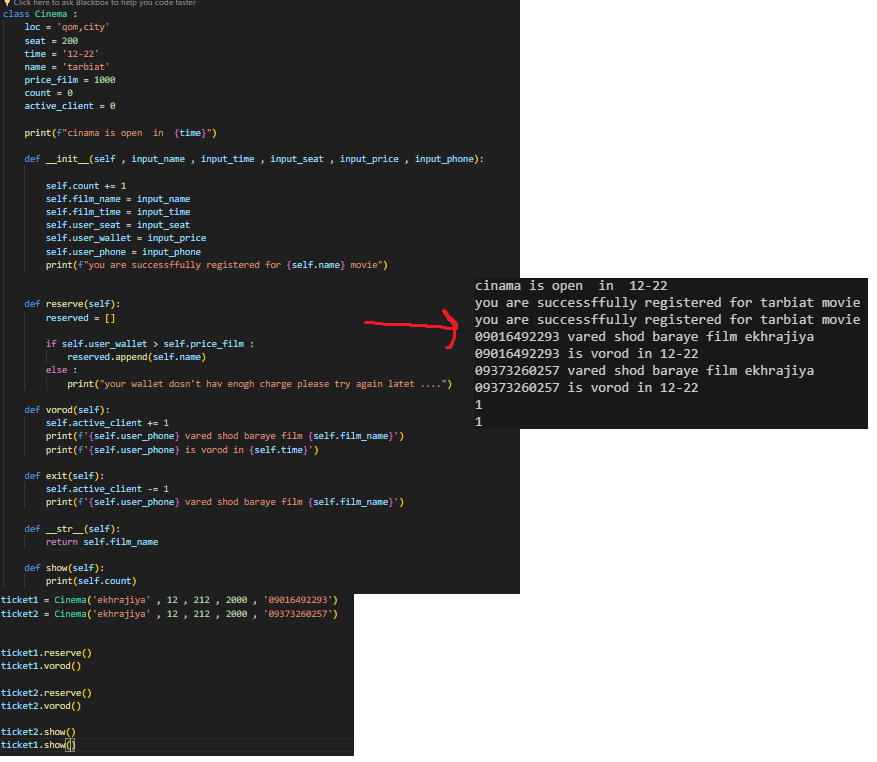 Click here to ask Blackbox to help you code faster
class Cinema :
    loc = 'qom,city'
    seat = 200
    time = '12-22'
    name = 'tarbiat'
    price_film = 1000
    count = 0
    active_client = 0
    print(f"cinama is open  in  {time}")
    def __init__(self , input_name , input_time , input_seat , input_price , input_phone):
        self.count += 1
        self.film_name = input_name
        self.film_time = input_time
        self.user_seat = input_seat
        self.user_wallet = input_price
        self.user_phone = input_phone
        print(f"you are successffully registered for {self.name} movie")
    def reserve(self):
        reserved = []
        if self.user_wallet > self.price_film :
            reserved.append(self.name)
        else :
            print("your wallet dosn't hav enogh charge please try again latet ....")
    def vorod(self):
        self.active_client += 1
        print(f'{self.user_phone} vared shod baraye film {self.film_name}')
        print(f'{self.user_phone} is vorod in {self.time}')
    def exit(self):
        self.active_client -= 1
        print(f'{self.user_phone} vared shod baraye film {self.film_name}')
    def __str__(self):
        return self.film_name
    def show(self):
        print(self.count)
ticket1 = Cinema('ekhrajiya' , 12 , 212 , 2000 , '09016492293')
ticket2 = Cinema('ekhrajiya' , 12 , 212 , 2000 , '09373260257')
ticket1.reserve()
ticket1.vorod()
ticket2.reserve()
ticket2.vorod()
ticket2.show()
ticket1.show()
cinama is open  in  12-22
you are successffully registered for tarbiat movie
you are successffully registered for tarbiat movie
09016492293 vared shod baraye film ekhrajiya
09016492293 is vorod in 12-22
09373260257 vared shod baraye film ekhrajiya
09373260257 is vorod in 12-22
1
1